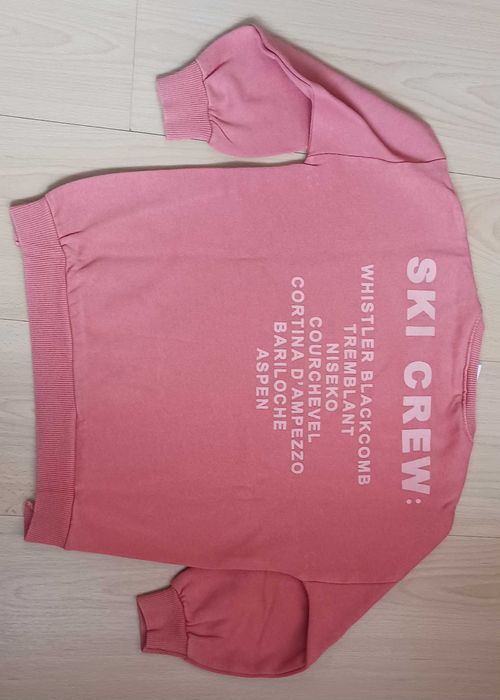 SKI CREW:
WHISTLER BLACKCOMB
TREMBLANT
NISEKO
COURCHEVEL
CORTINA D'AMPEZZO
BARILOCHE
ASPEN